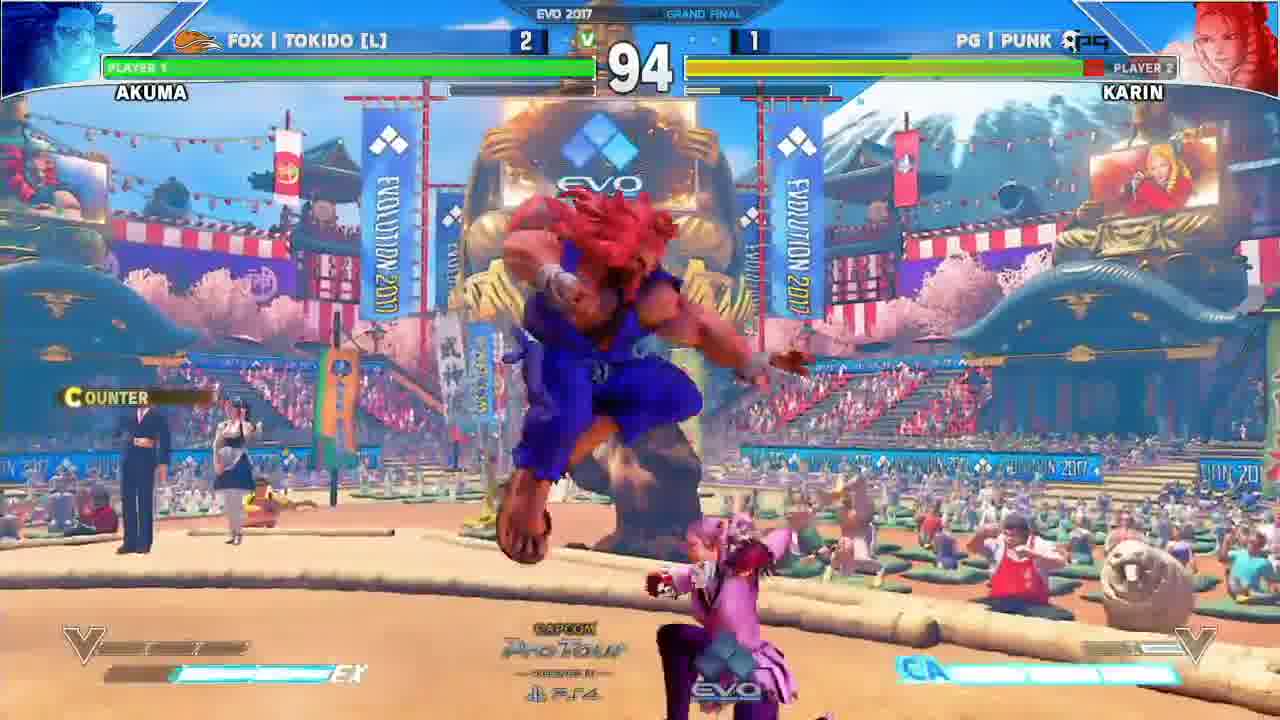 EVO 2017 GRAND FINAL
FOX | TOKIDO [L] 2 V 1 PG | PUNK
PLAYER 1 94 PLAYER 2
AKUMA KARIN
EVO
EVOLUTION 2017
EVOLUTION 2017
COUNTER
CAPCOM
Pro Tour
PS4
EVO
EX
CA
V
V